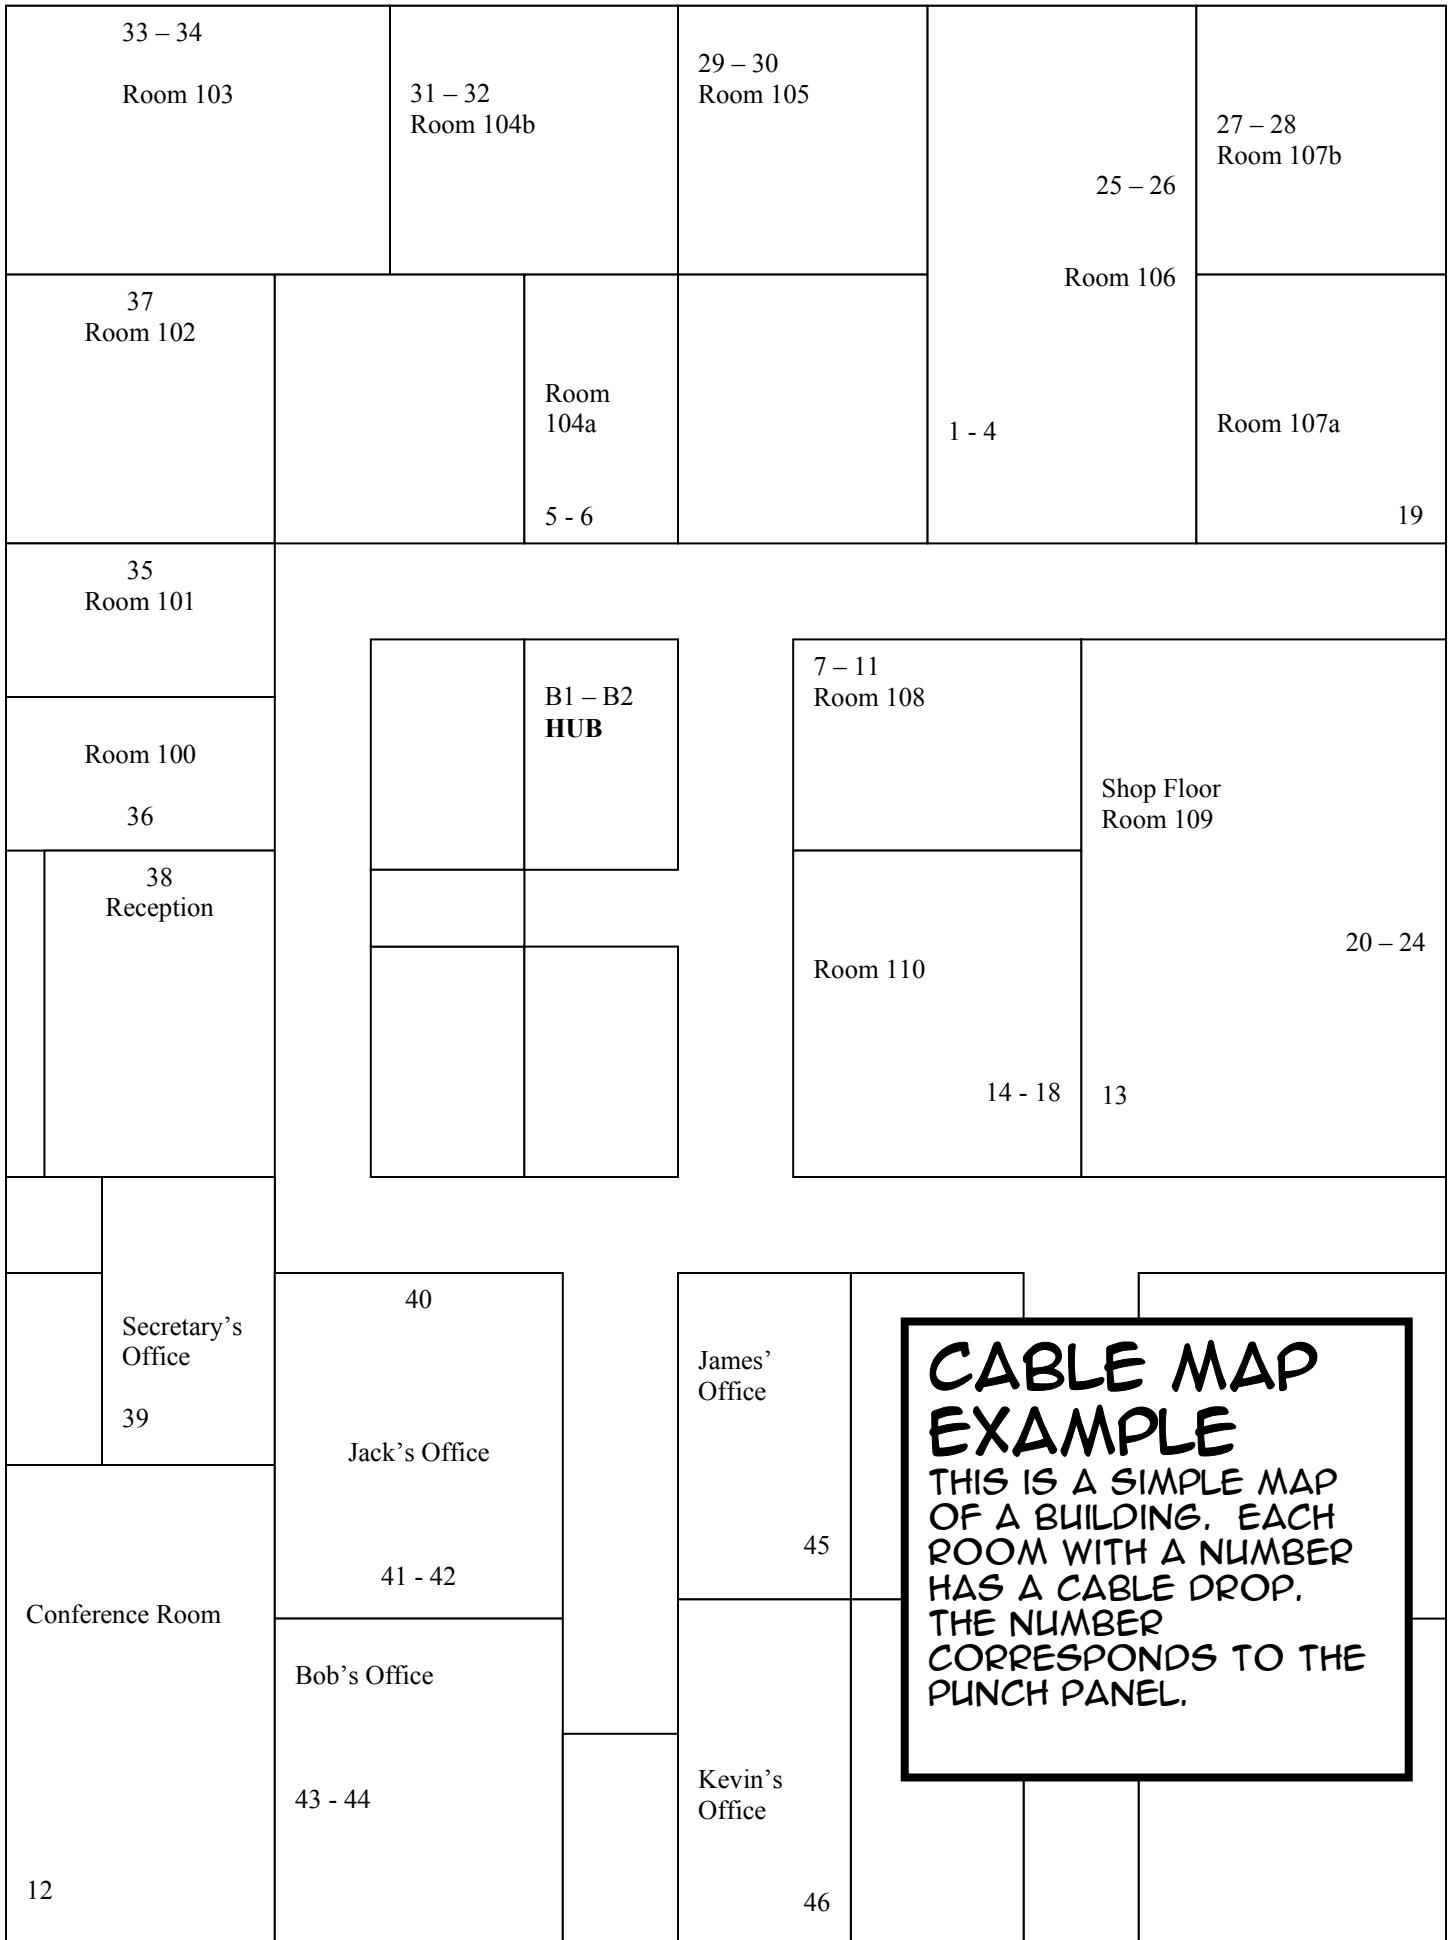 33 – 34
Room 103
31 – 32
Room 104b
29 – 30
Room 105
25 – 26
Room 106
1 - 4
27 – 28
Room 107b
37
Room 102
Room
104a
5 - 6
Room 107a
19
35
Room 101
Room 100
36
38
Reception
B1 – B2
HUB
7 – 11
Room 108
Shop Floor
Room 109
20 – 24
13
Room 110
14 - 18
Secretary’s
Office
39
40
Jack’s Office
41 - 42
James’
Office
45
Conference Room
12
Bob’s Office
43 - 44
Kevin’s
Office
46
CABLE MAP
EXAMPLE
THIS IS A SIMPLE MAP
OF A BUILDING. EACH
ROOM WITH A NUMBER
HAS A CABLE DROP.
THE NUMBER
CORRESPONDS TO THE
PUNCH PANEL.